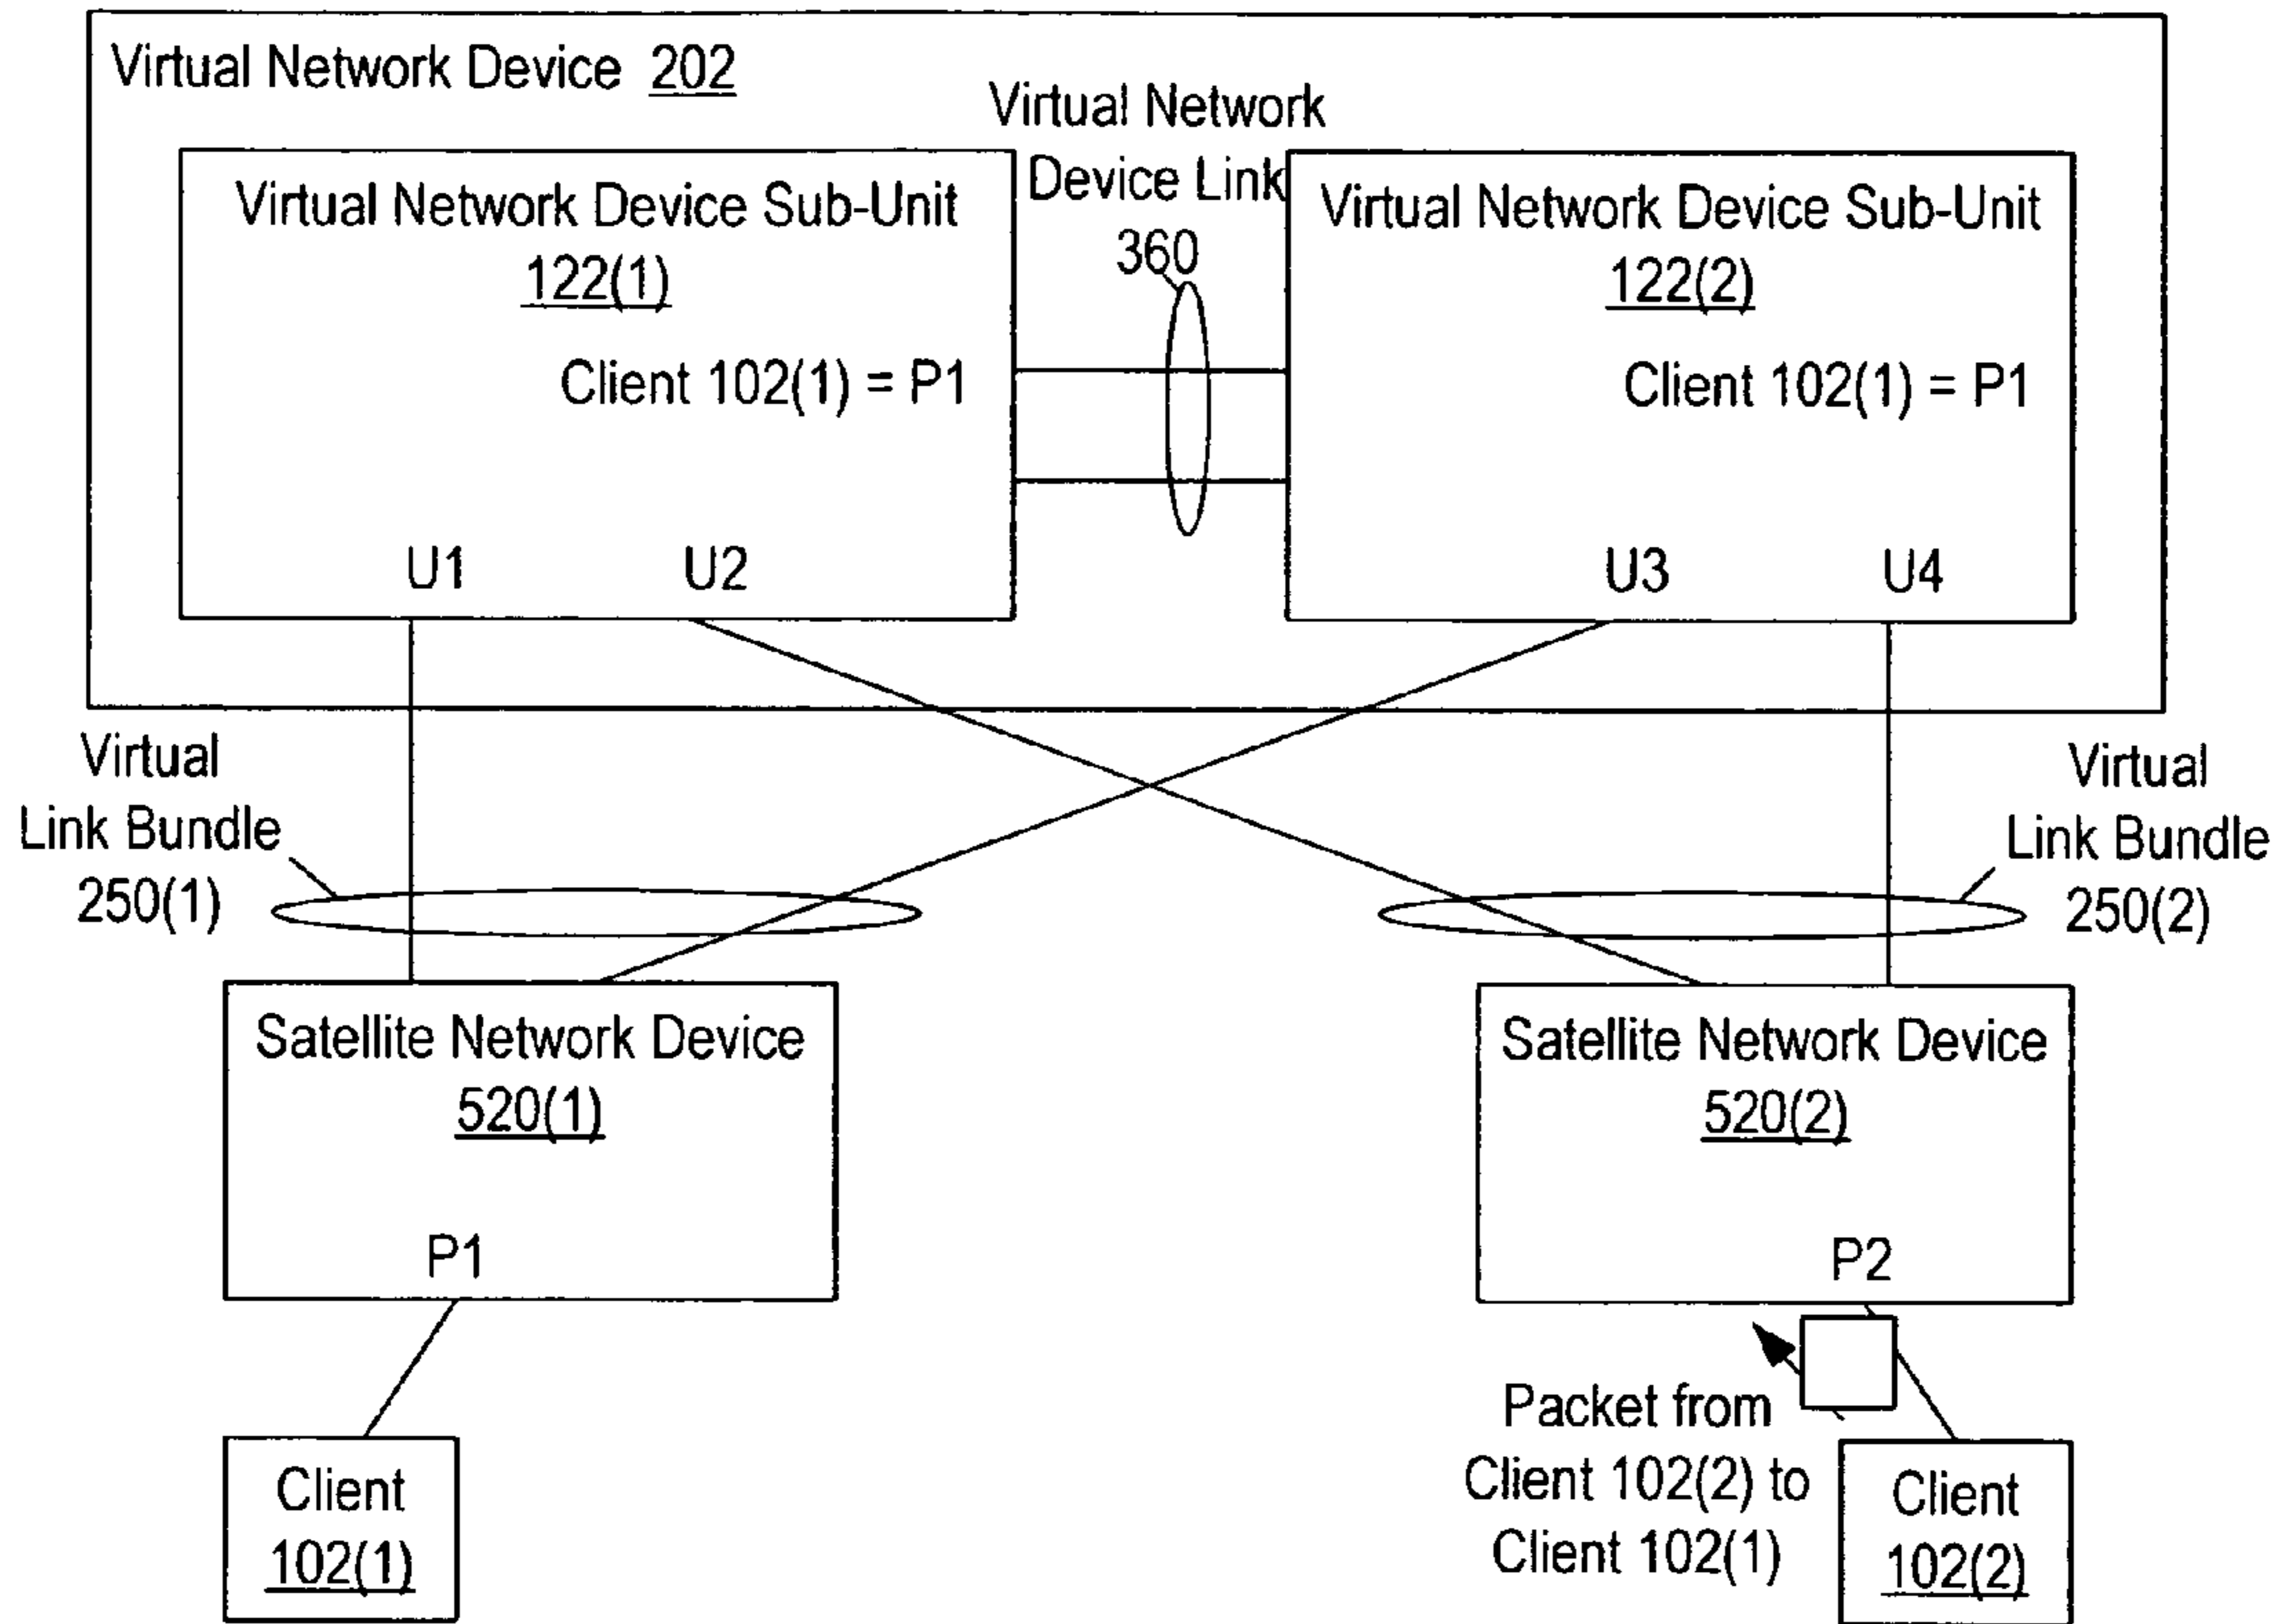 Virtual Network Device 202
Virtual Network
Device Link
360
Virtual Network Device Sub-Unit
122(1)
Client 102(1) = P1
U1 U2
Virtual Network Device Sub-Unit
122(2)
Client 102(1) = P1
U3 U4
Virtual
Link Bundle
250(1)
Virtual
Link Bundle
250(2)
Satellite Network Device
520(1)
P1
Satellite Network Device
520(2)
P2
Client
102(1)
Packet from
Client 102(2) to
Client 102(1)
Client
102(2)